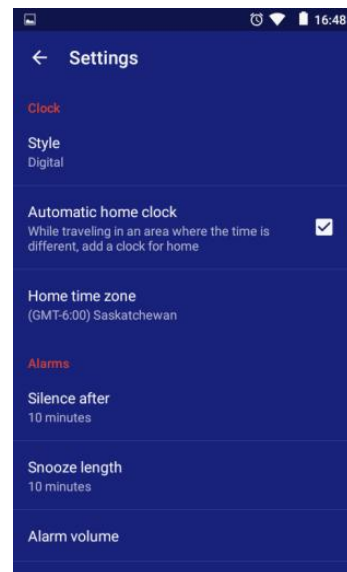 16:48
Settings
Clock
Style
Digital
Automatic home clock
While traveling in an area where the time is
different, add a clock for home
Home time zone
(GMT-6:00) Saskatchewan
Alarms
Silence after
10 minutes
Snooze length
10 minutes
Alarm volume